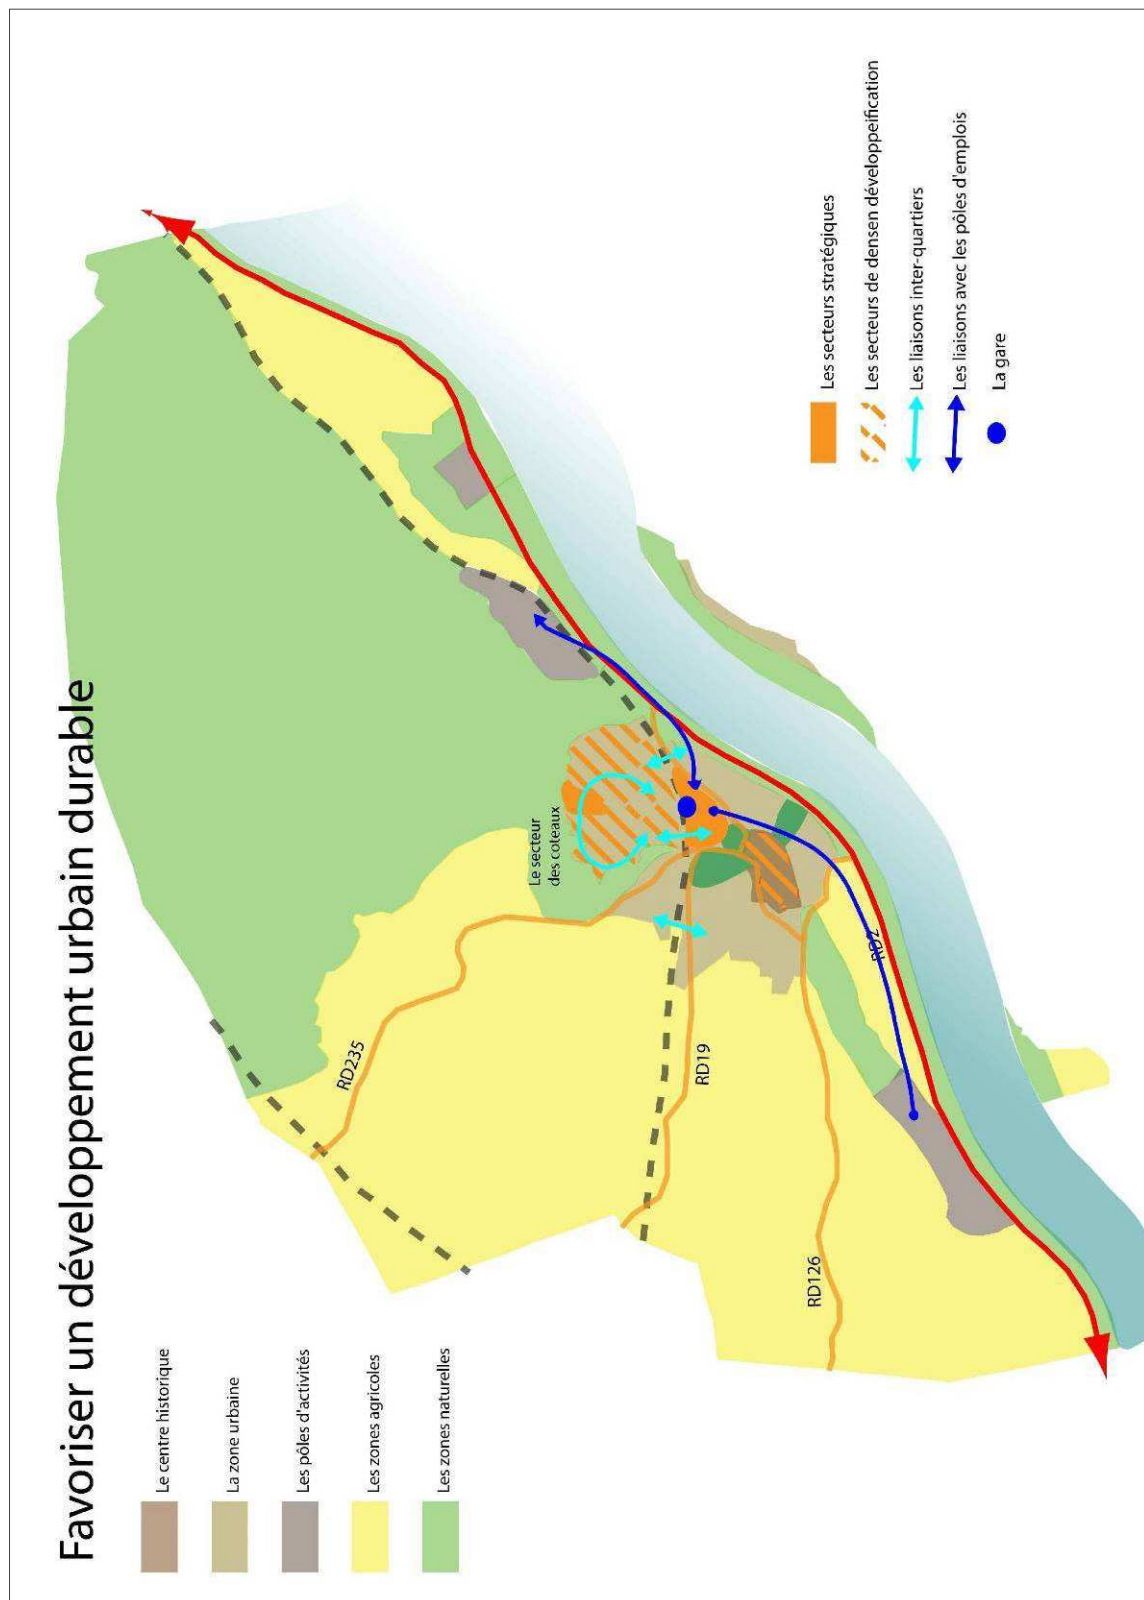 Favoriser un développement urbain durable
Le centre historique
La zone urbaine
Les pôles d'activités
Les zones agricoles
Les zones naturelles
RD235
RD19
RD126
RD2
Le secteur
des coteaux
Les secteurs stratégiques
Les secteurs de densen développeification
Les liaisons inter-quartiers
Les liaisons avec les pôles d'emplois
La gare